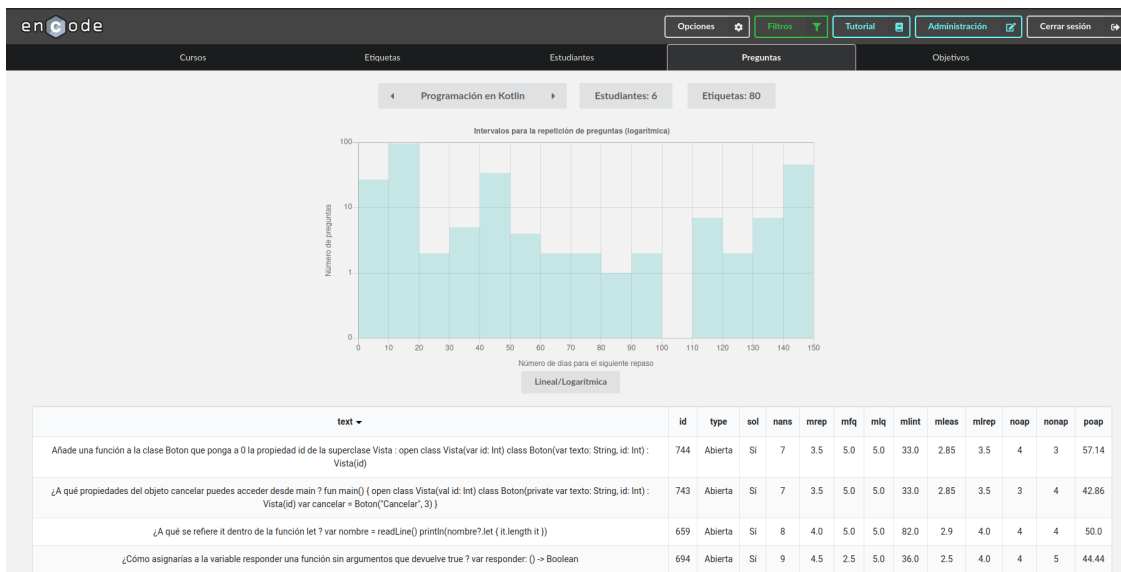 encode
Opciones Filtros Tutorial Administración Cerrar sesión
Cursos Etiquetas Estudiantes Preguntas Objetivos
Programación en Kotlin Estudiantes: 6 Etiquetas: 80
Intervalos para la repetición de preguntas (logarítmica)
100
10
1
0
Número de preguntas
0 10 20 30 40 50 60 70 80 90 100 110 120 130 140 150
Número de días para el siguiente repaso
Lineal/Logarítmica
text id type sol nans mrep mfq mlq mlint mleas mlrep noap nonap poap
Añade una función a la clase Boton que ponga a 0 la propiedad id de la superclase Vista : open class Vista(var id: Int) class Boton(var texto: String, id: Int) :
Vista(id)
744 Abierta Sí 7 3.5 5.0 5.0 33.0 2.85 3.5 4 3 57.14
¿A qué propiedades del objeto cancelar puedes acceder desde main ? fun main() { open class Vista(val id: Int) class Boton(private var texto: String, id: Int) :
Vista(id) var cancelar = Boton("Cancelar", 3) }
743 Abierta Sí 7 3.5 5.0 5.0 33.0 2.85 3.5 3 4 42.86
¿A qué se refiere it dentro de la función let ? var nombre = readLine() println(nombre?.let { it.length it }) 659 Abierta Sí 8 4.0 5.0 5.0 82.0 2.9 4.0 4 4 50.0
¿Cómo asignarías a la variable responder una función sin argumentos que devuelve true ? var responder: () -> Boolean 694 Abierta Sí 9 4.5 2.5 5.0 36.0 2.5 4.0 4 5 44.44